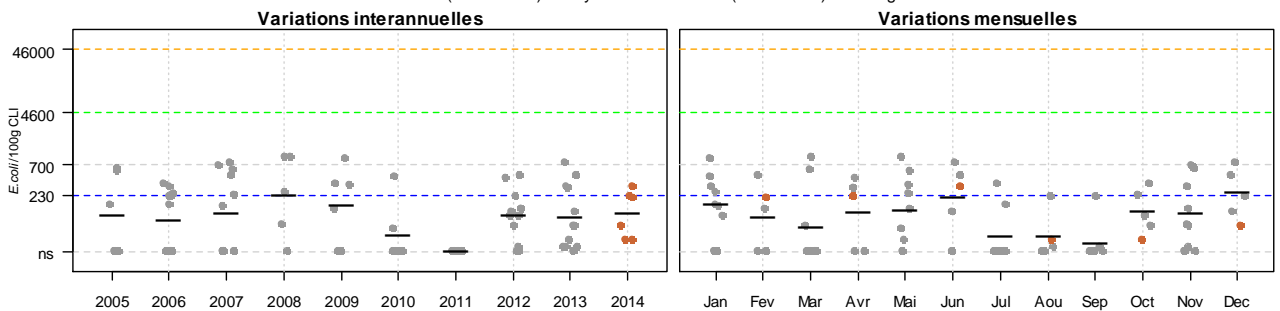 Variations interannuelles
Variations mensuelles
E.coli/100g CLI
46000
4600
700
230
ns
2005 2006 2007 2008 2009 2010 2011 2012 2013 2014
Jan Fev Mar Avr Mai Jun Jul Aou Sep Oct Nov Dec